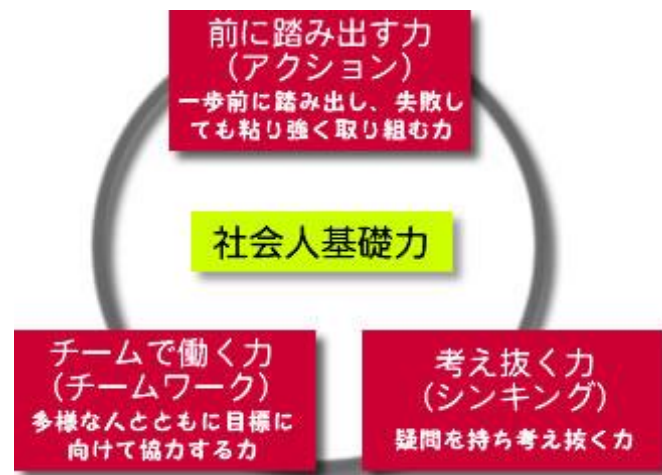 前に踏み出す力
(アクション)
一歩前に踏み出し、失敗し
ても粘り強く取り組む力
社会人基礎力
チームで働く力
(チームワーク)
多様な人とともに目標に
向けて協力する力
考え抜く力
(シンキング)
疑問を持ち考え抜く力